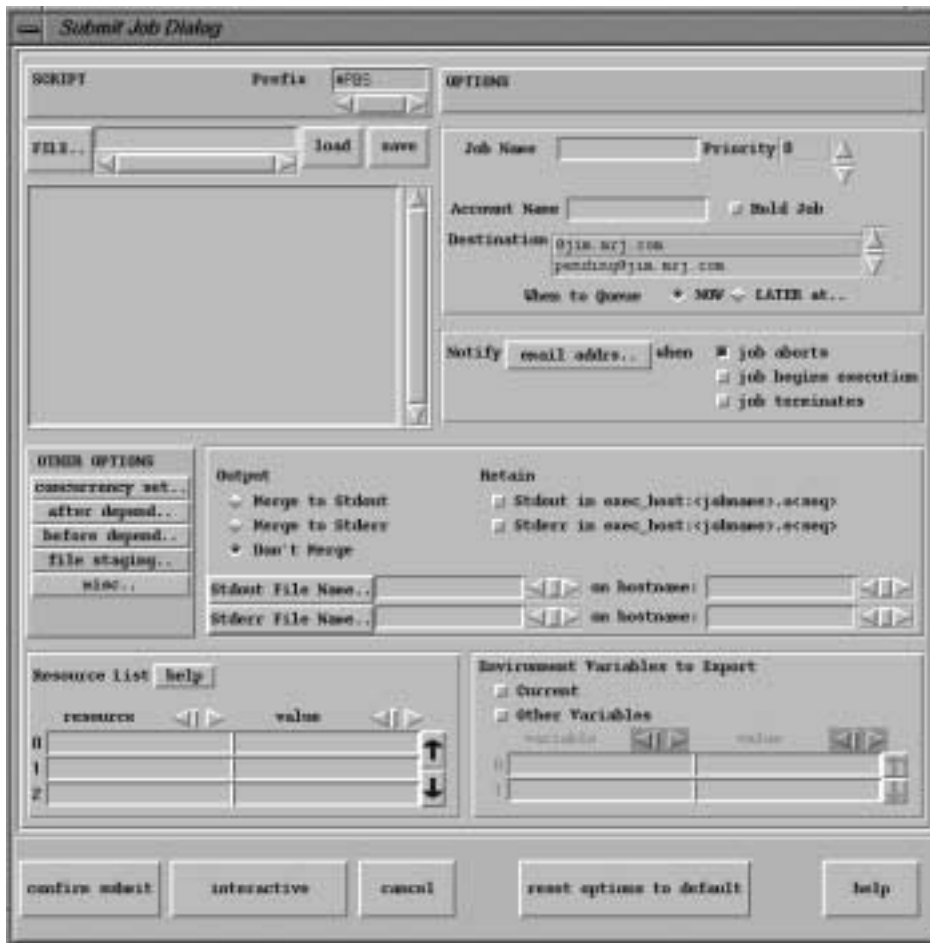 Submit Job Dialog
SCRIPT Prefix #PBS
OPTIONS
FILE.. load save
Job Name Priority 0
Account Name Hold Job
Destination @jim.mrj.com
pending@jim.mrj.com
When to Queue NOW LATER at..
Notify email addrs.. when job aborts
job begins execution
job terminates
OTHER OPTIONS
concurrency set..
after depend..
before depend..
file staging..
misc..
Output
Merge to Stdout
Merge to Stderr
Don't Merge
Retain
Stdout in exec_host:<jobname>.o<seq>
Stderr in exec_host:<jobname>.e<seq>
Stdout File Name.. on hostname:
Stderr File Name.. on hostname:
Resource List help
resource value
0
1
2
Environment Variables to Export
Current
Other Variables
variable value
0
1
confirm submit interactive cancel reset options to default help